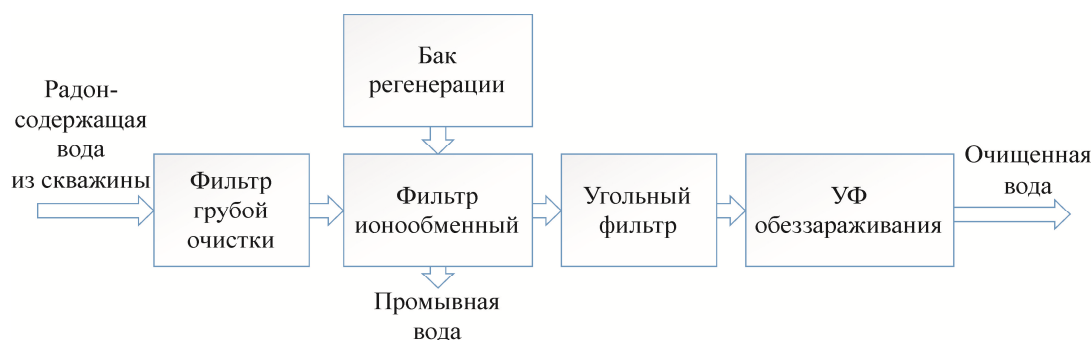 Бак
регенерации
Радон-
содержащая
вода
из скважины
Фильтр
грубой
очистки
Фильтр
ионообменный
Угольный
фильтр
УФ
обеззараживания
Очищенная
вода
Промывная
вода